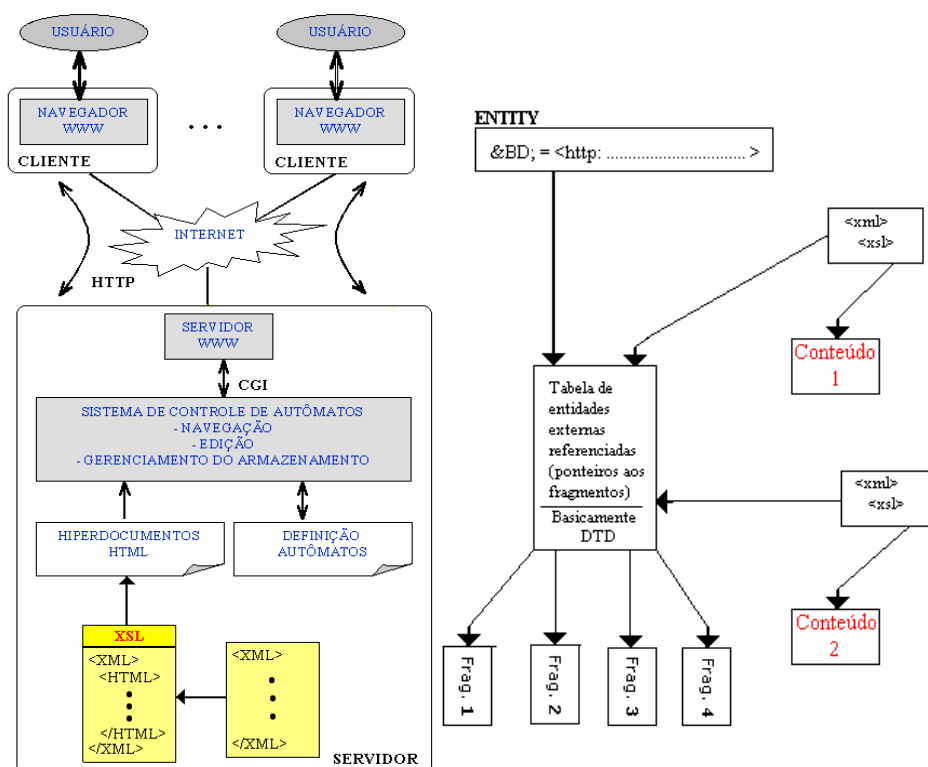 USUÁRIO
USUÁRIO
NAVEGADOR
WWW
CLIENTE
. . .
NAVEGADOR
WWW
CLIENTE
INTERNET
HTTP
SERVIDOR
WWW
CGI
SISTEMA DE CONTROLE DE AUTÔMATOS
- NAVEGAÇÃO
- EDIÇÃO
- GERENCIAMENTO DO ARMAZENAMENTO
HIPERDOCUMENTOS
HTML
DEFINIÇÃO
AUTÔMATOS
XSL
<XML>
<HTML>
</HTML>
</XML>
<XML>
</XML>
SERVIDOR
ENTITY
&BD; = <http: ................................ >
<xml>
<xsl>
Conteúdo
1
Tabela de
entidades
externas
referenciadas
(ponteiros aos
fragmentos)
Basicamente
DTD
<xml>
<xsl>
Conteúdo
2
Frag. 1
Frag. 2
Frag. 3
Frag. 4